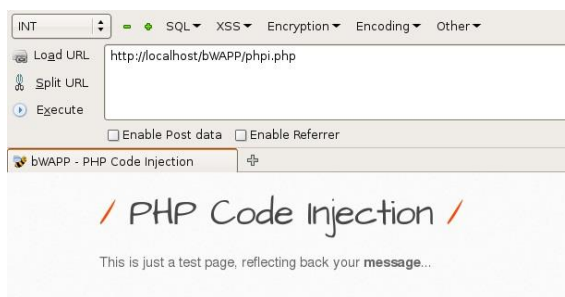 INT SQL XSS Encryption Encoding Other
Load URL http://localhost/bWAPP/phpi.php
Split URL
Execute
Enable Post data Enable Referrer
bWAPP - PHP Code Injection
/ PHP Code Injection /
This is just a test page, reflecting back your message...